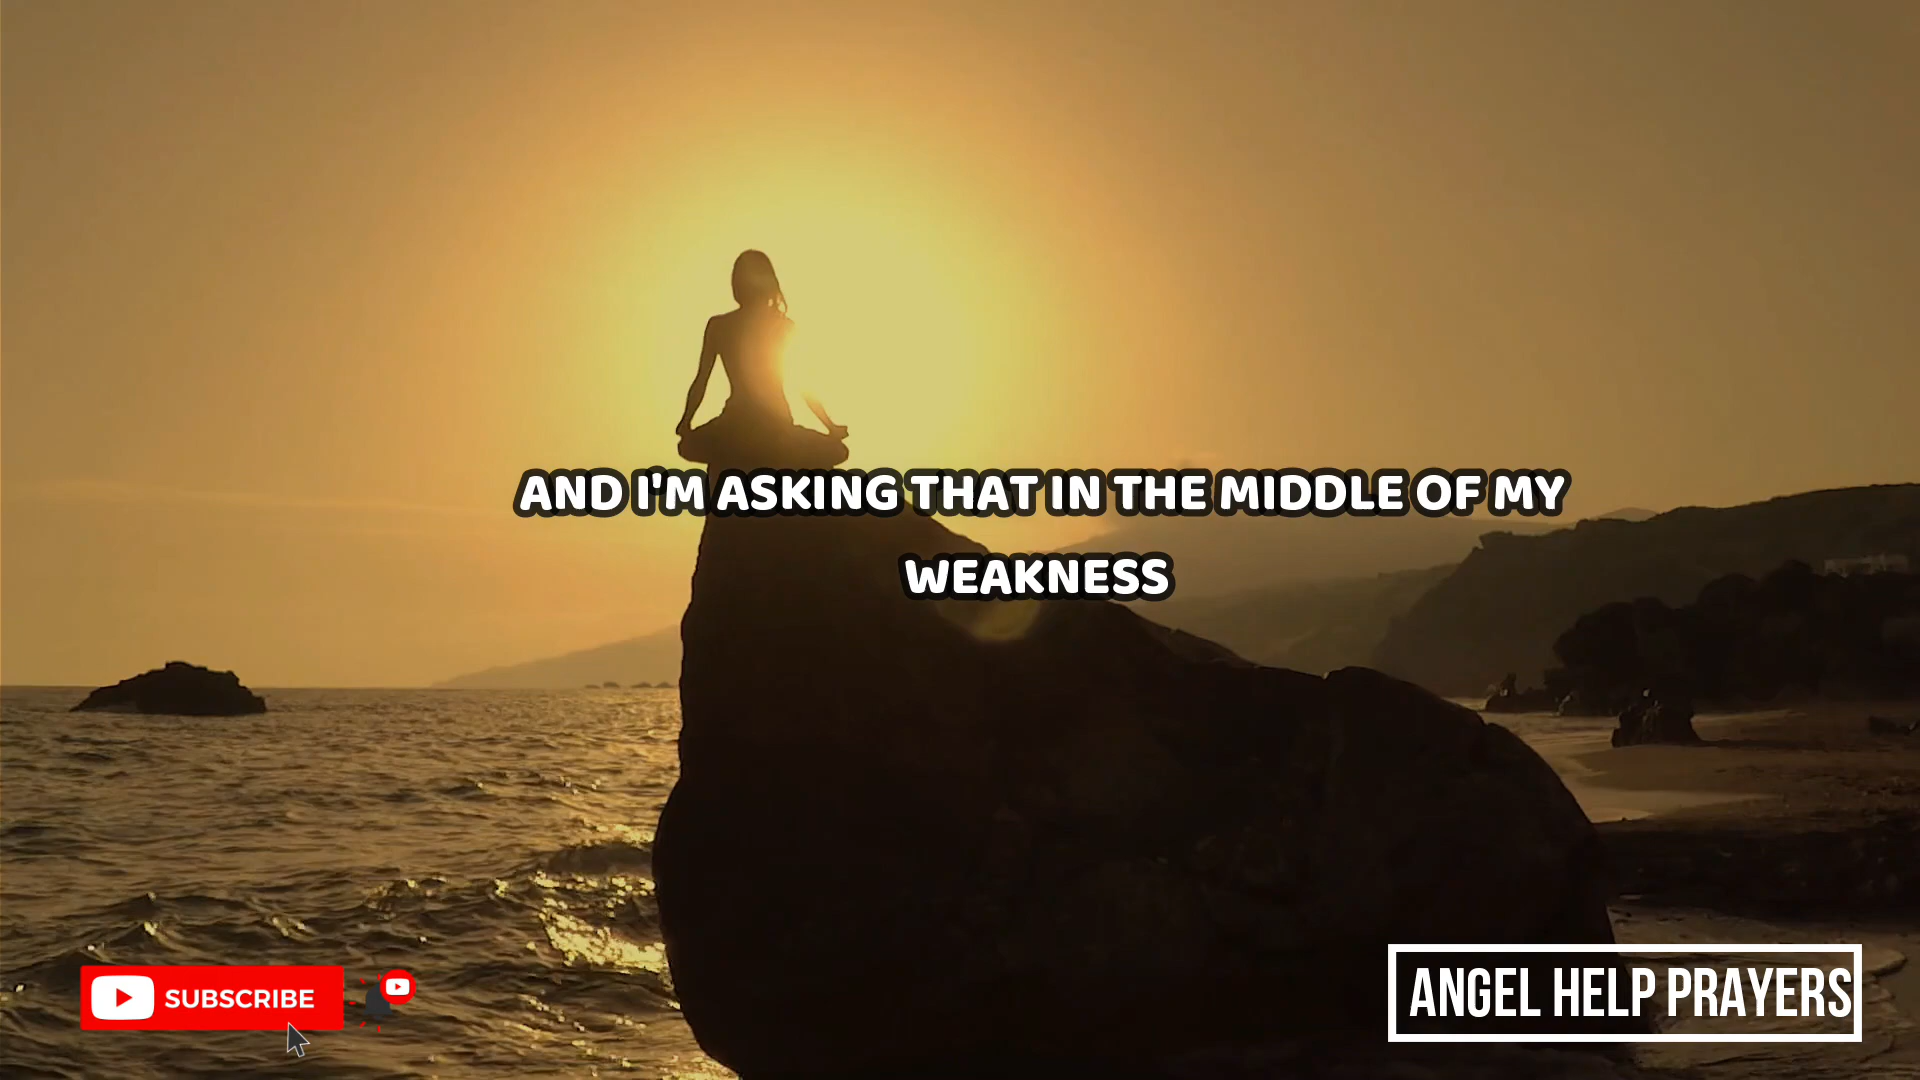 AND I'M ASKING THAT IN THE MIDDLE OF MY
WEAKNESS
SUBSCRIBE
ANGEL HELP PRAYERS